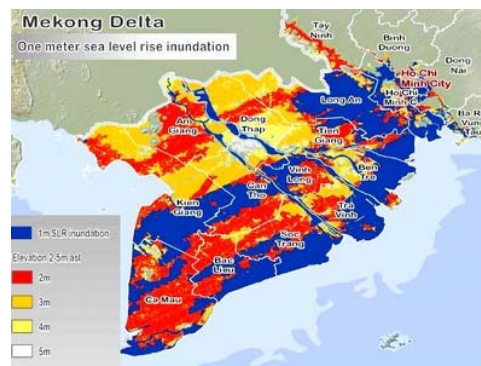 Mekong Delta
One meter sea level rise inundation
Tay
Ninh
Binh
Duong
Dong
Nai
Ho Chi
Minh City
Ho Chi
Minh C
Long An
Ba R
Vung
Tau
An
Giang
Dong
Thap
Tien
Giang
Ben
Tre
Vinh
Long
Can
Tho
Tra
Vinh
Kien
Giang
Soc
Trang
Bac
Lieu
Ca Mau
1m SLR inundation
Elevation 2-5m asl
2m
3m
4m
5m